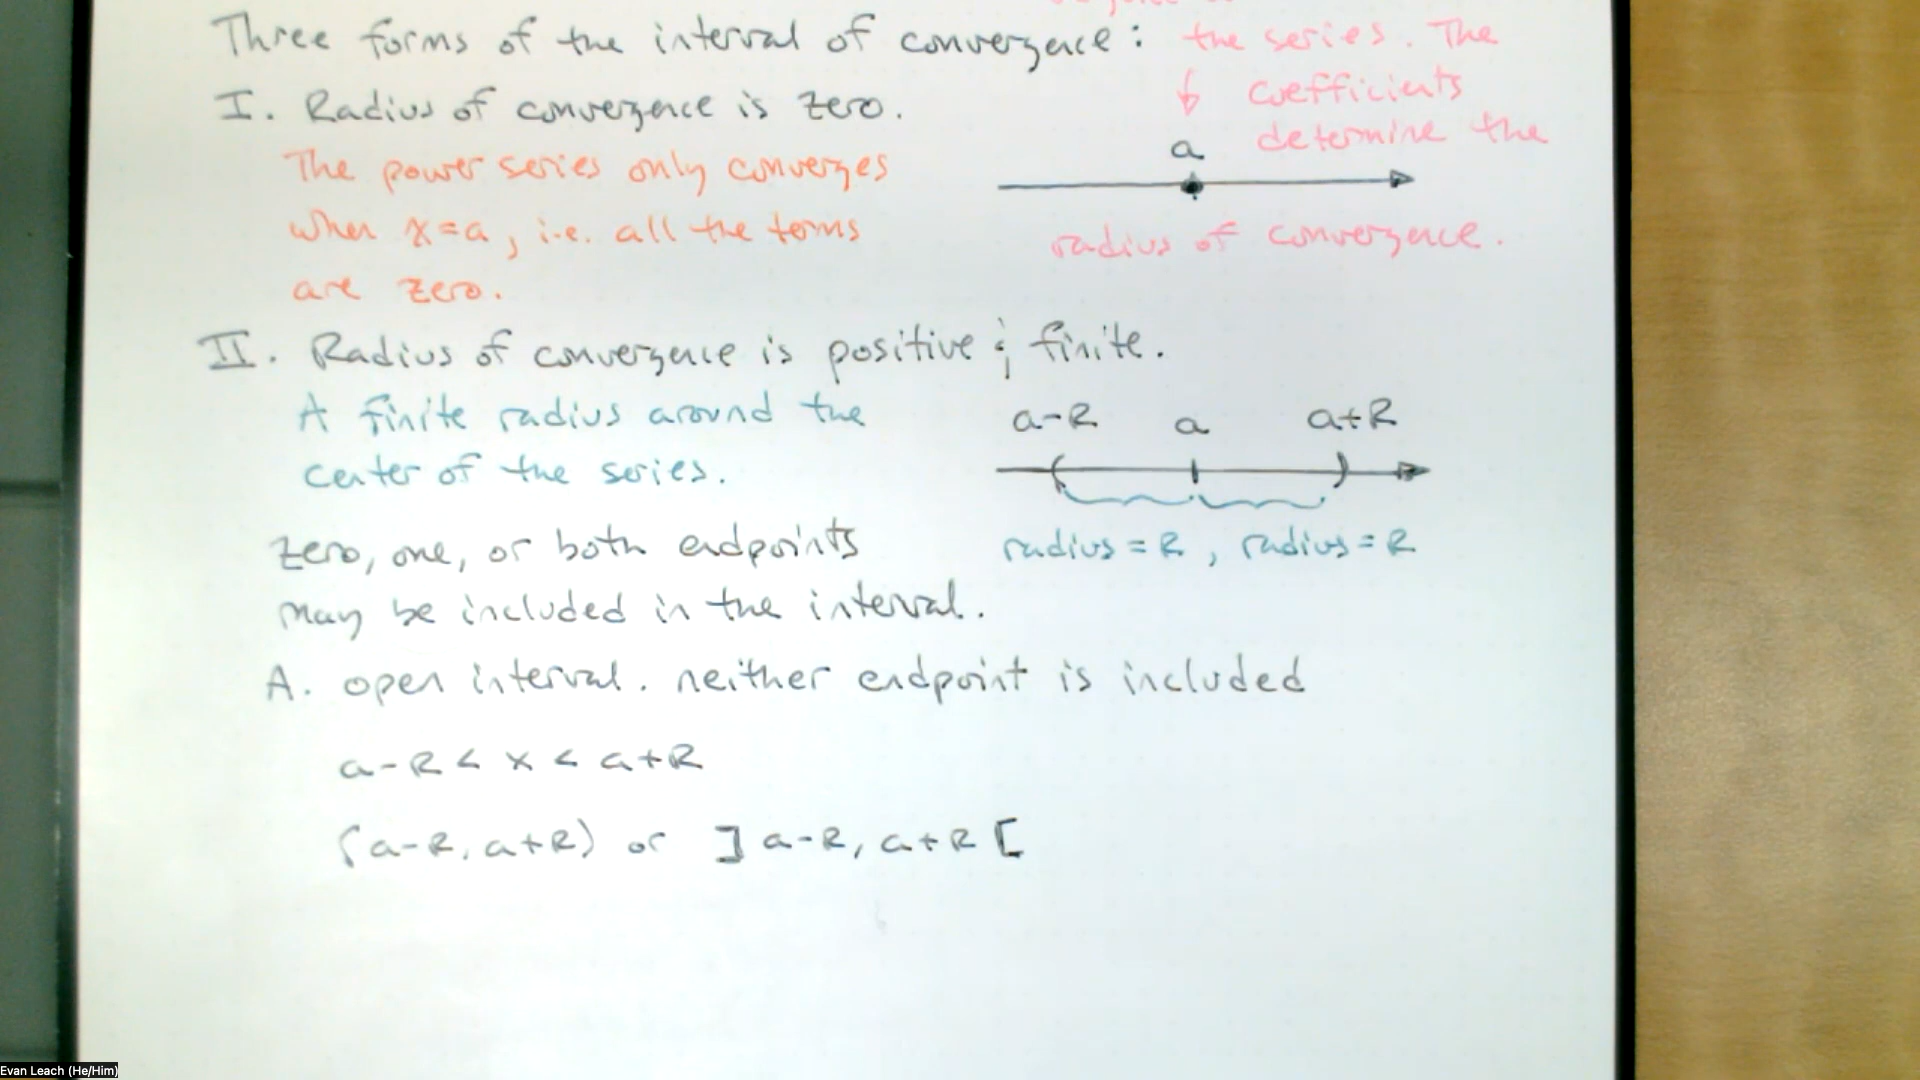 Three forms of the interval of convergence: the series. The
I. Radius of convergence is zero. coefficients
determine the
The power series only converges
a
when x=a, i.e. all the terms
radius of convergence.
are zero.
II. Radius of convergence is positive & finite.
A finite radius around the
a-R a a+R
center of the series.
zero, one, or both endpoints
radius = R, radius = R
may be included in the interval.
A. open interval. neither endpoint is included
a-R < x < a+R
(a-R, a+R) or ]a-R, a+R[
Evan Leach (He/Him)